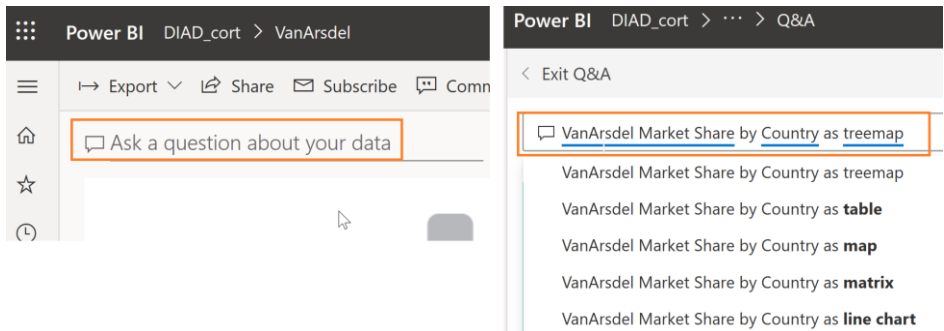 Power BI DIAD_cort > VanArsdel
Export Share Subscribe Comm
Ask a question about your data
Power BI DIAD_cort > ··· > Q&A
Exit Q&A
VanArsdel Market Share by Country as treemap
VanArsdel Market Share by Country as treemap
VanArsdel Market Share by Country as table
VanArsdel Market Share by Country as map
VanArsdel Market Share by Country as matrix
VanArsdel Market Share by Country as line chart